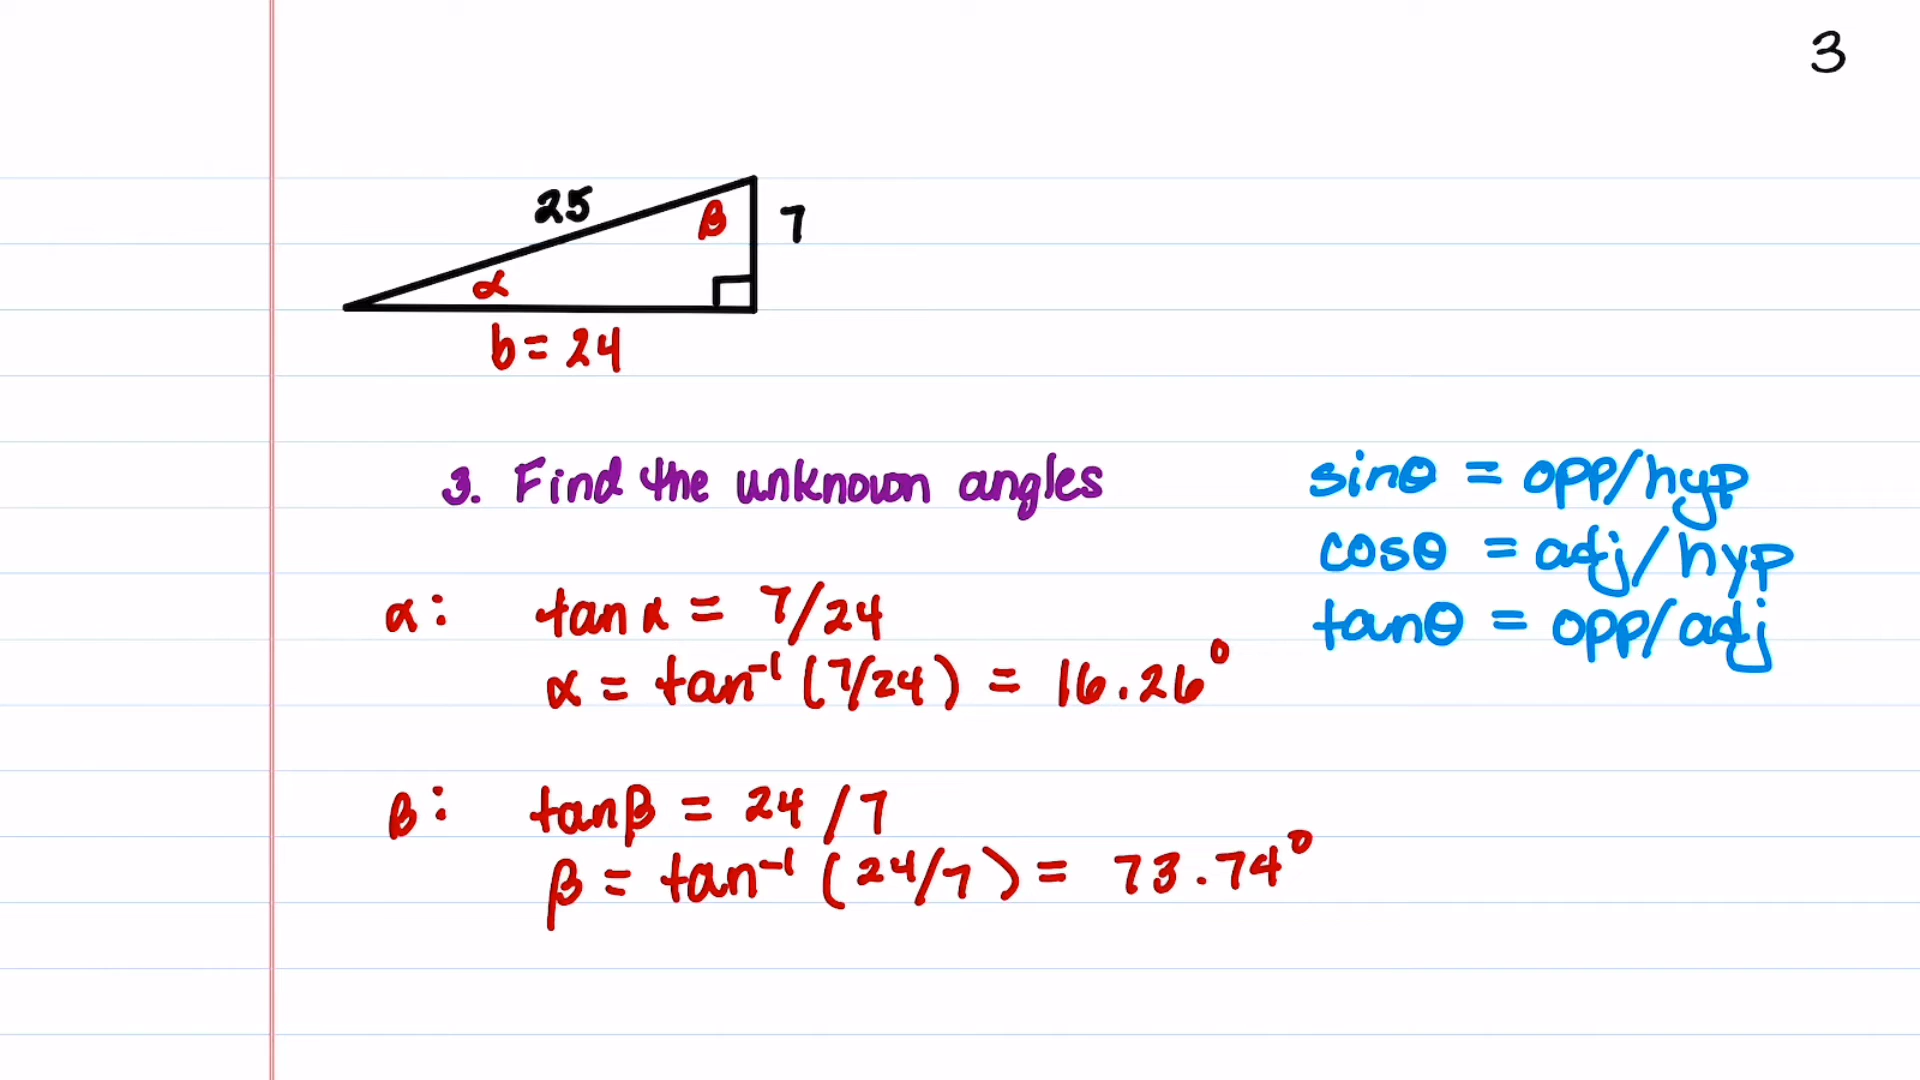 3
25
β
7
α
b = 24
3. Find the unknown angles
sinθ = opp/hyp
cosθ = adj/hyp
tanθ = opp/adj
α: tan α = 7/24
α = tan⁻¹ (7/24) = 16.26°
β: tanβ = 24/7
β = tan⁻¹ (24/7) = 73.74°